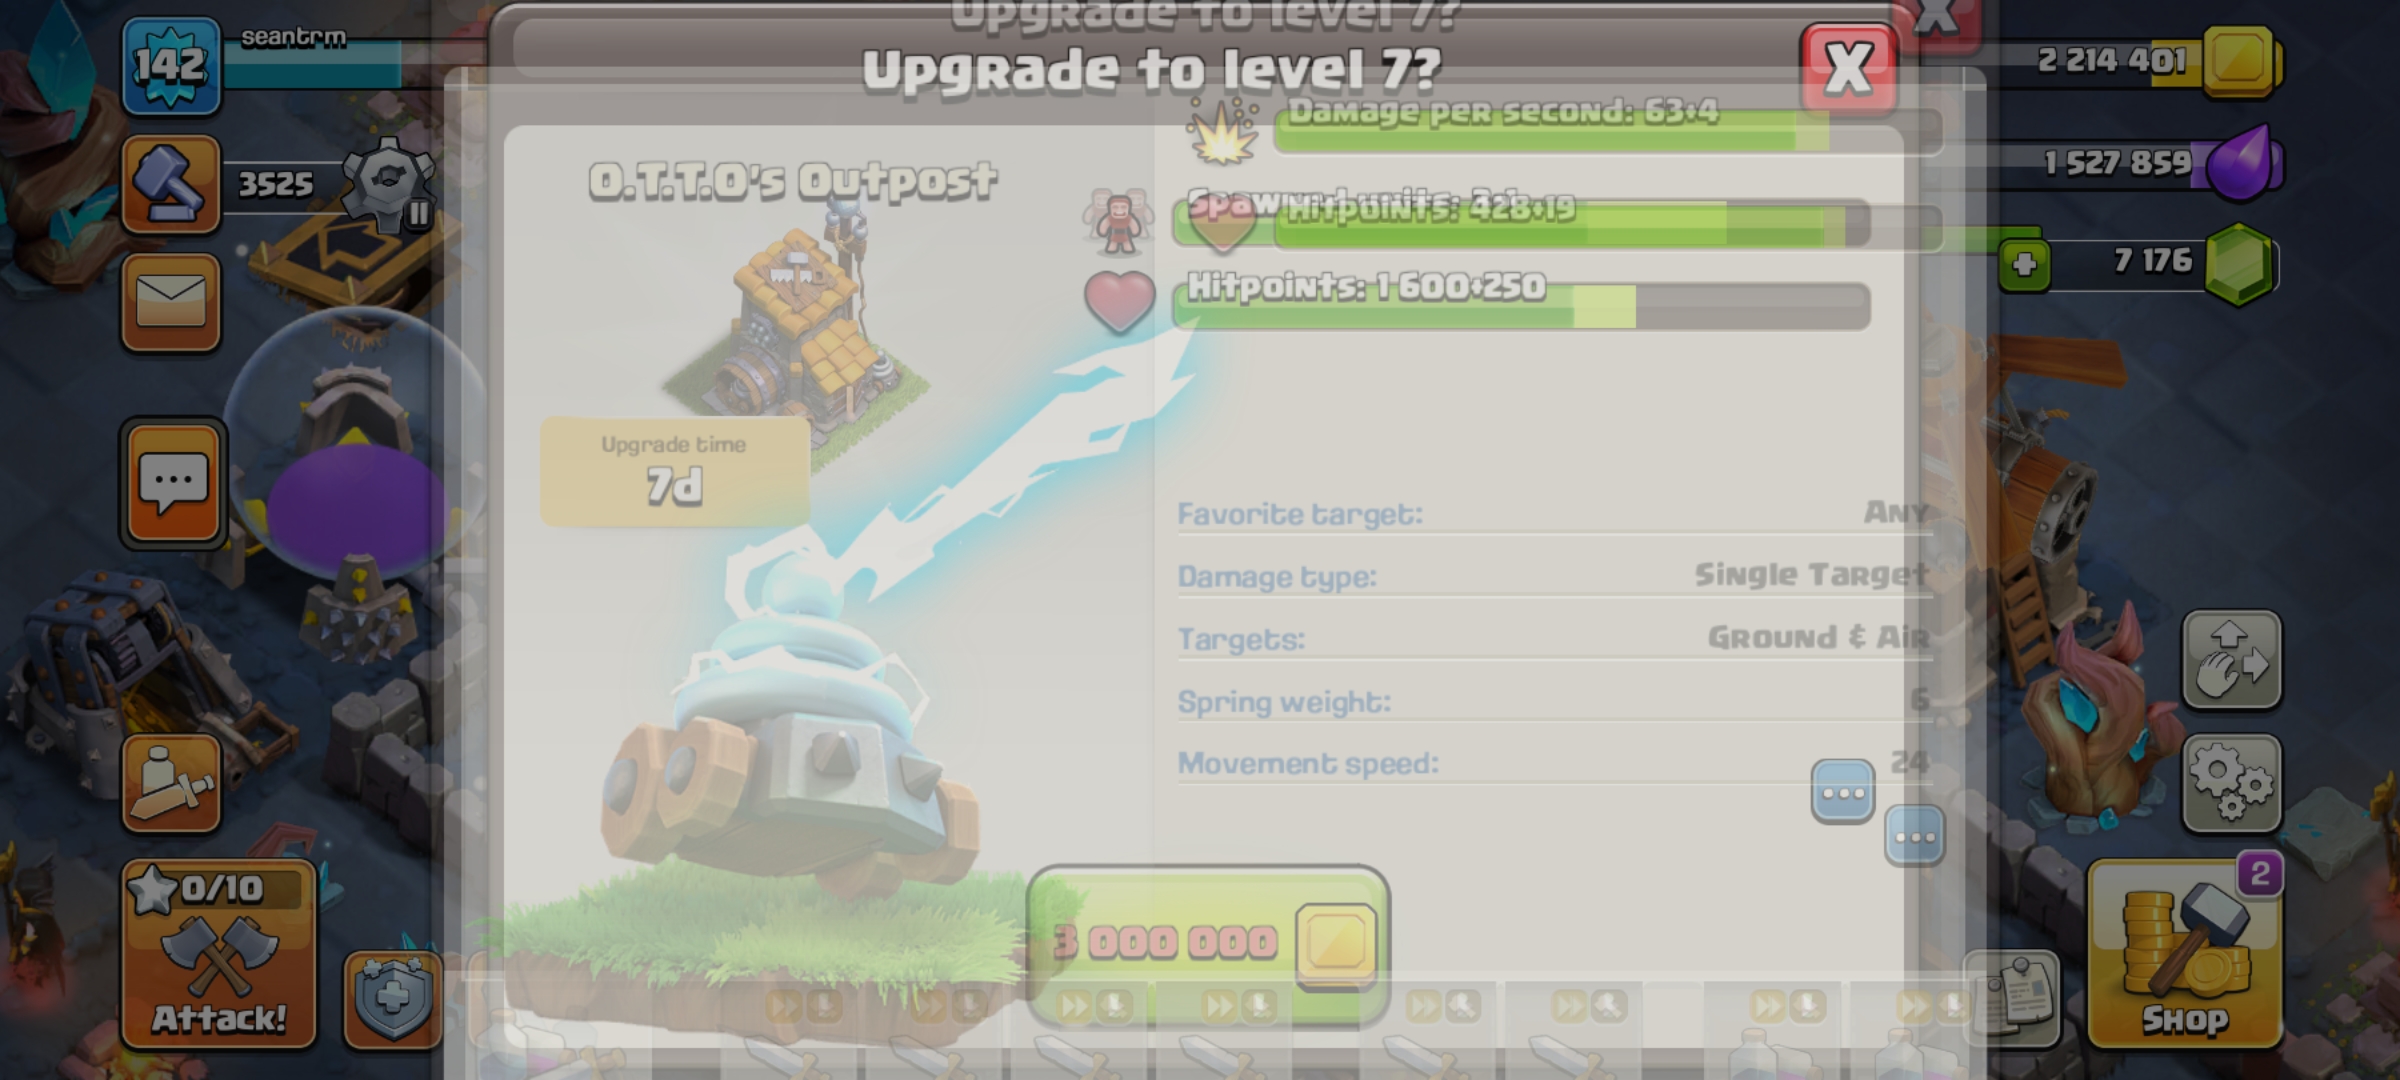 Upgrade to level 7?
Upgrade to level 7?
X
X
142
seantrm
2 214 401
Damage per second: 63+4
3525
O.T.T.O's Outpost
1 527 859
Hitpoints: 428+19
7 176
Hitpoints: 1 600+250
Upgrade time
7d
Favorite target:
Any
Damage type:
Single Target
Targets:
Ground & Air
Spring weight:
6
Movement speed:
24
0/10
Attack!
3 000 000
2
Shop